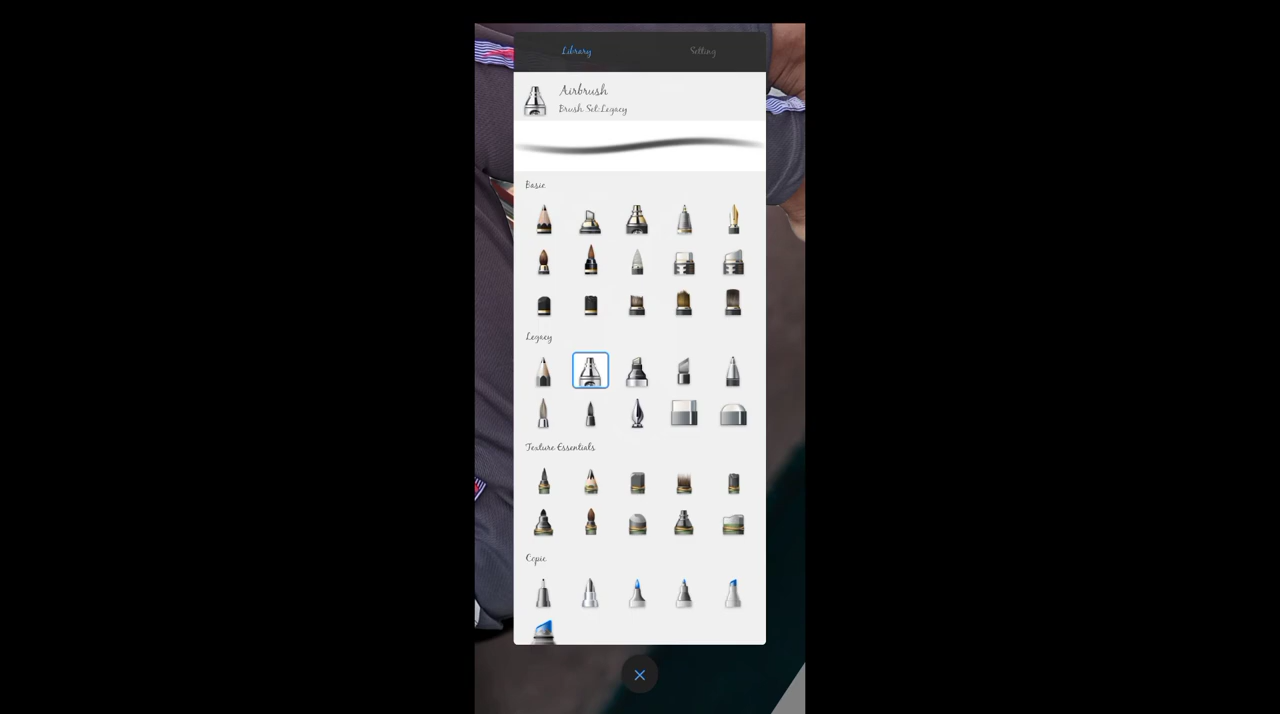 Library
Setting
Airbrush
Brush Set:Legacy
Basic
Legacy
Texture Essentials
Copic